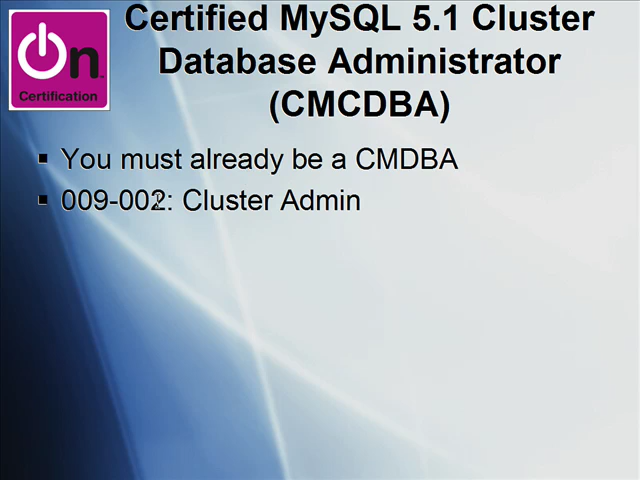 On
Certification
Certified MySQL 5.1 Cluster
Database Administrator
(CMCDBA)
▪ You must already be a CMDBA
▪ 009-002: Cluster Admin